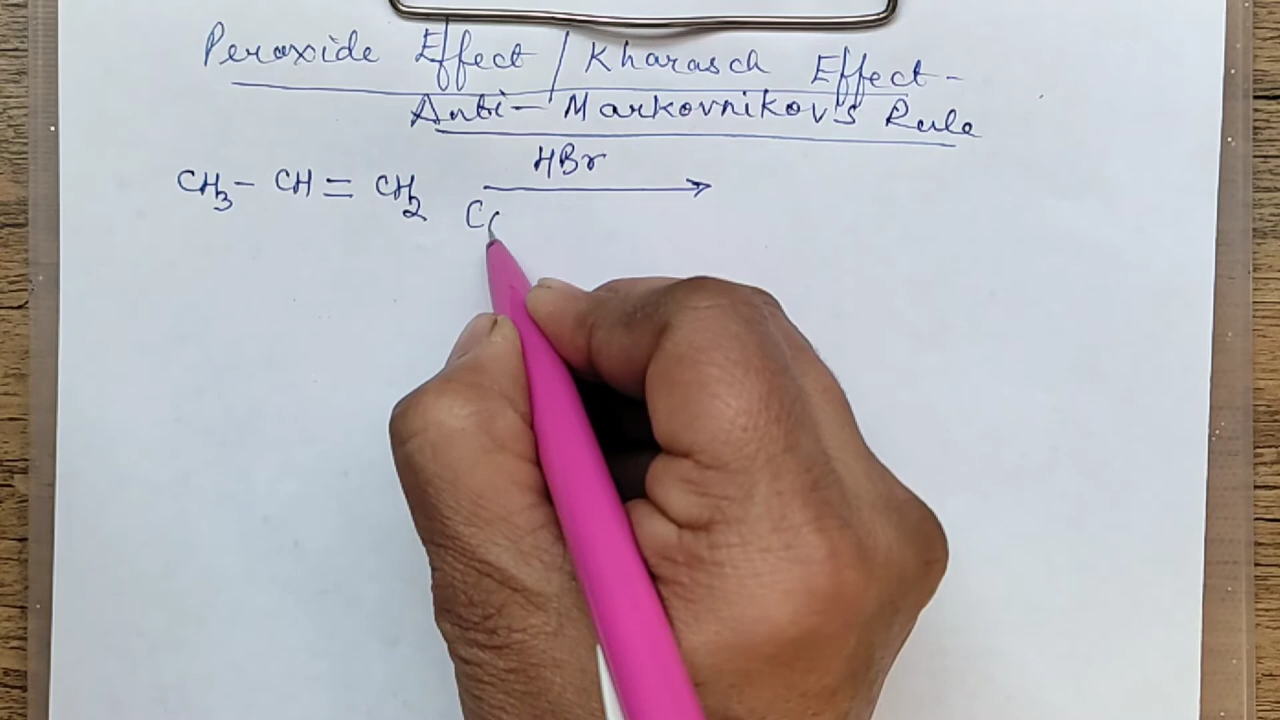 Peroxide Effect / Kharasch Effect -
Anti - Markovnikov's Rule
HBr
CH₃ - CH = CH₂ ⟶
C